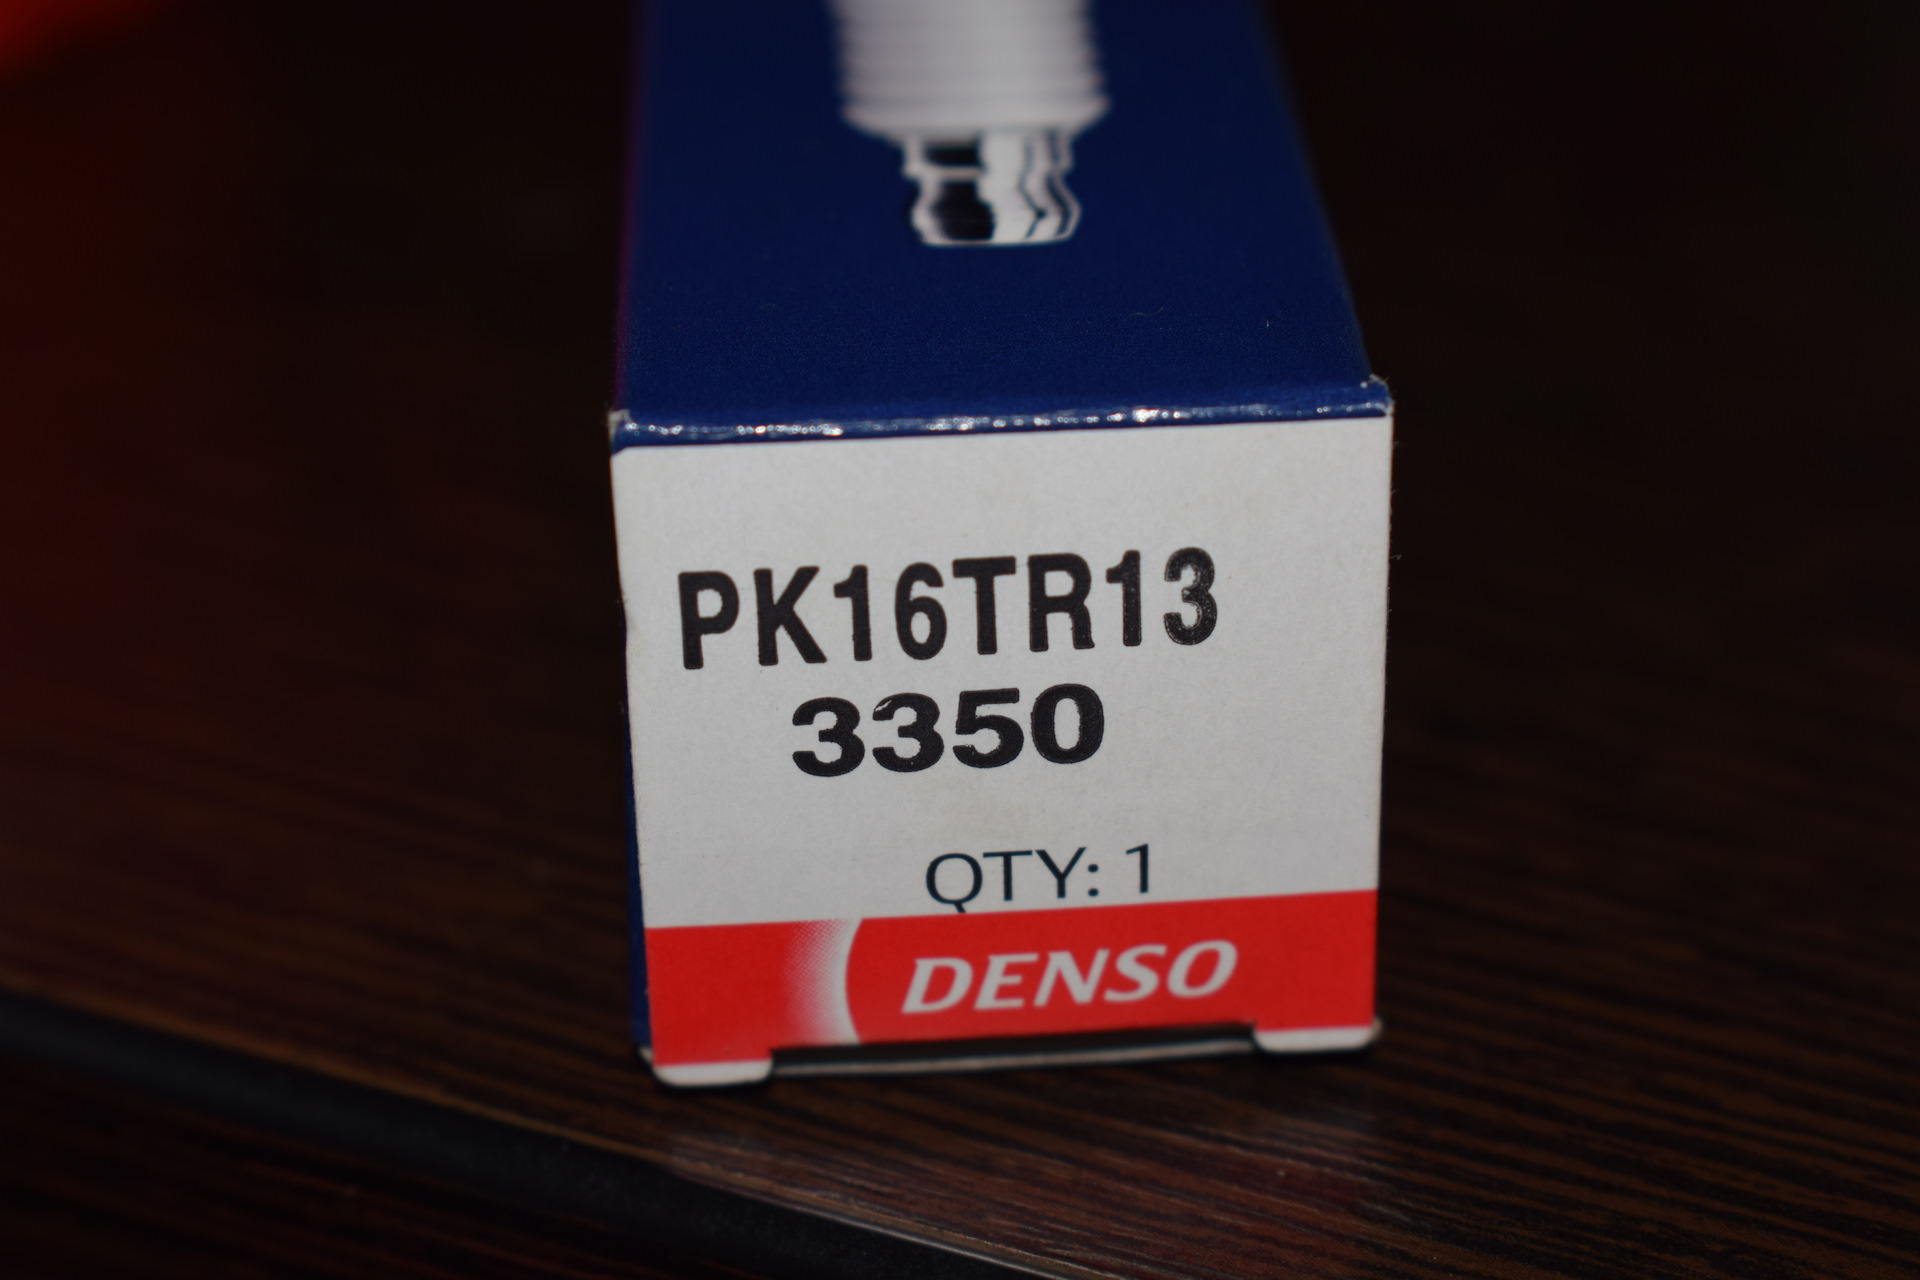 PK16TR13
3350
QTY: 1
DENSO